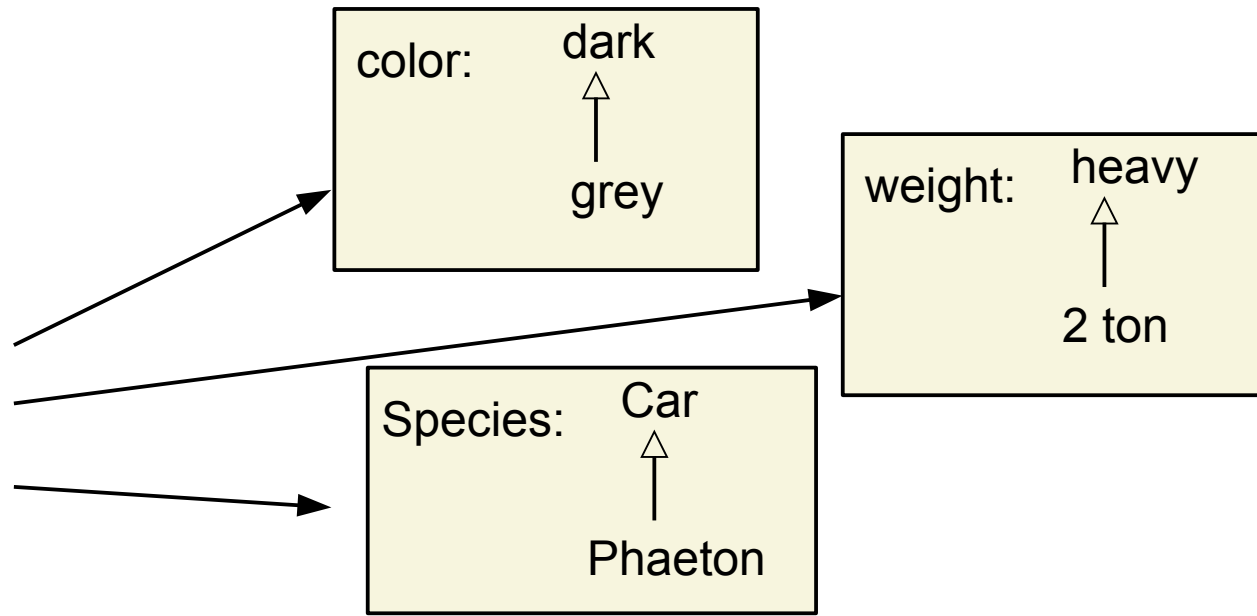 color:
dark
grey
weight:
heavy
2 ton
Species:
Car
Phaeton